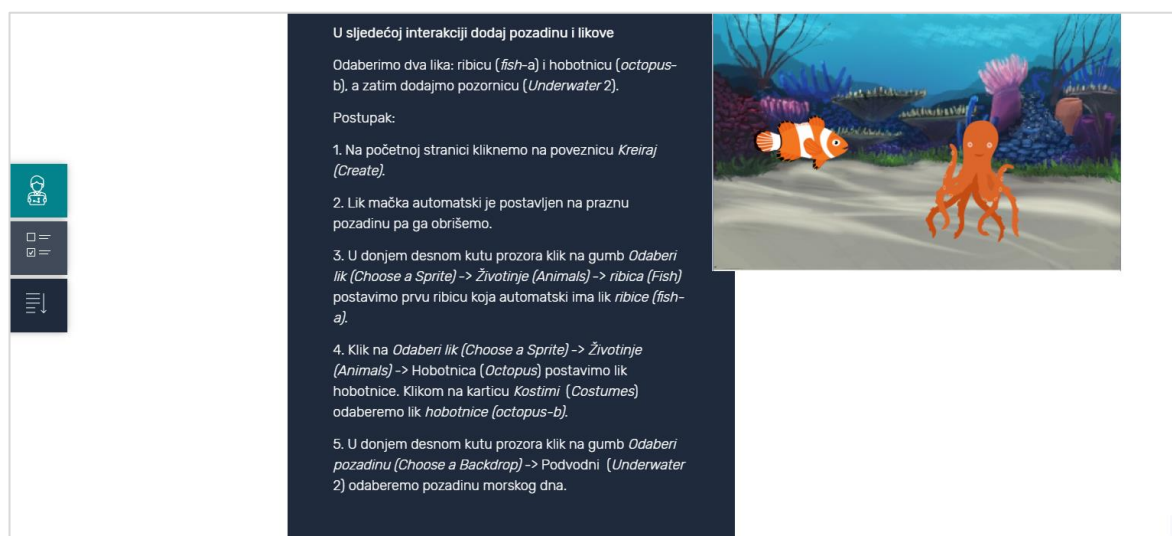 U sljedećoj interakciji dodaj pozadinu i likove
Odaberimo dva lika: ribicu (fish-a) i hobotnicu (octopus-
b), a zatim dodajmo pozornicu (Underwater 2).
Postupak:
1. Na početnoj stranici kliknemo na poveznicu Kreiraj
(Create).
2. Lik mačka automatski je postavljen na praznu
pozadinu pa ga obrišemo.
3. U donjem desnom kutu prozora klik na gumb Odaberi
lik (Choose a Sprite) -> Životinje (Animals) -> ribica (Fish)
postavimo prvu ribicu koja automatski ima lik ribice (fish-
a).
4. Klik na Odaberi lik (Choose a Sprite) -> Životinje
(Animals) -> Hobotnica (Octopus) postavimo lik
hobotnice. Klikom na karticu Kostimi (Costumes)
odaberemo lik hobotnice (octopus-b).
5. U donjem desnom kutu prozora klik na gumb Odaberi
pozadinu (Choose a Backdrop) -> Podvodni (Underwater
2) odaberemo pozadinu morskog dna.